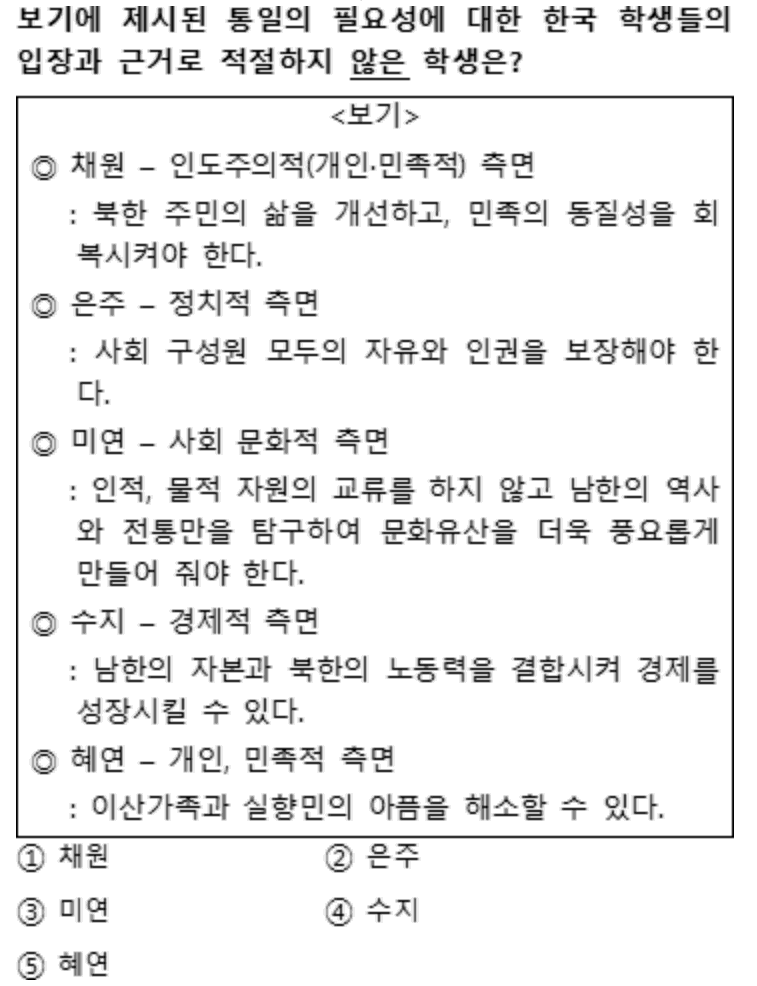 보기에 제시된 통일의 필요성에 대한 한국 학생들의
입장과 근거로 적절하지 않은 학생은?
<보기>
◎ 채원 – 인도주의적(개인·민족적) 측면
: 북한 주민의 삶을 개선하고, 민족의 동질성을 회
복시켜야 한다.
◎ 은주 – 정치적 측면
: 사회 구성원 모두의 자유와 인권을 보장해야 한
다.
◎ 미연 – 사회 문화적 측면
: 인적, 물적 자원의 교류를 하지 않고 남한의 역사
와 전통만을 탐구하여 문화유산을 더욱 풍요롭게
만들어 줘야 한다.
◎ 수지 – 경제적 측면
: 남한의 자본과 북한의 노동력을 결합시켜 경제를
성장시킬 수 있다.
◎ 혜연 – 개인, 민족적 측면
: 이산가족과 실향민의 아픔을 해소할 수 있다.
① 채원 ② 은주
③ 미연 ④ 수지
⑤ 혜연